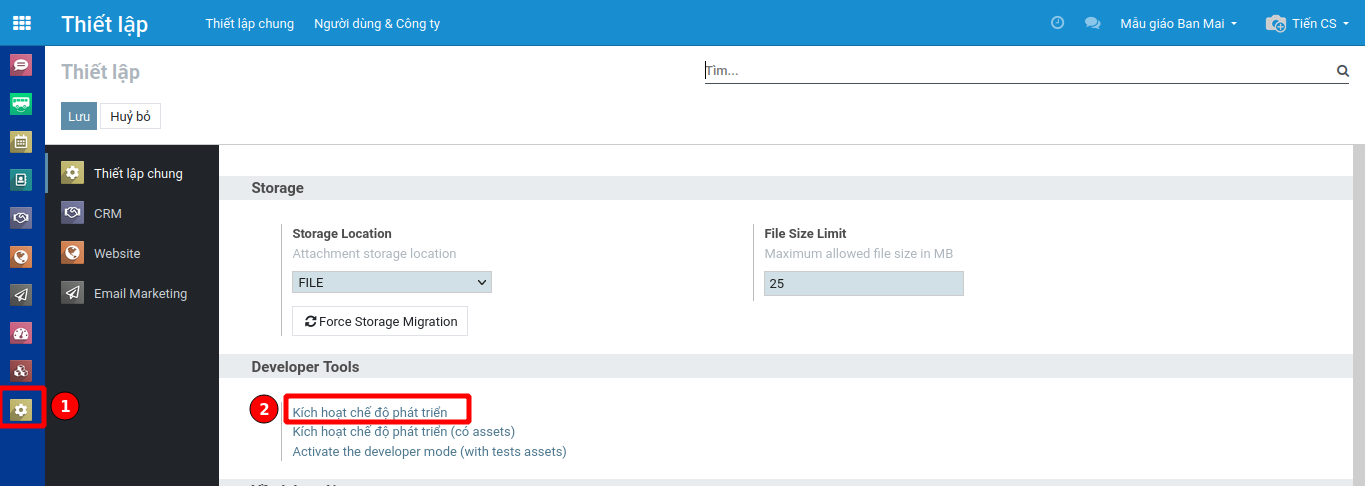 Thiết lập Thiết lập chung Người dùng & Công ty Mẫu giáo Ban Mai Tiến CS
Thiết lập Tìm...
Lưu Huỷ bỏ
Thiết lập chung
CRM
Website
Email Marketing
Storage
Storage Location
Attachment storage location
FILE
Force Storage Migration
File Size Limit
Maximum allowed file size in MB
25
Developer Tools
1
2
Kích hoạt chế độ phát triển
Kích hoạt chế độ phát triển (có assets)
Activate the developer mode (with tests assets)